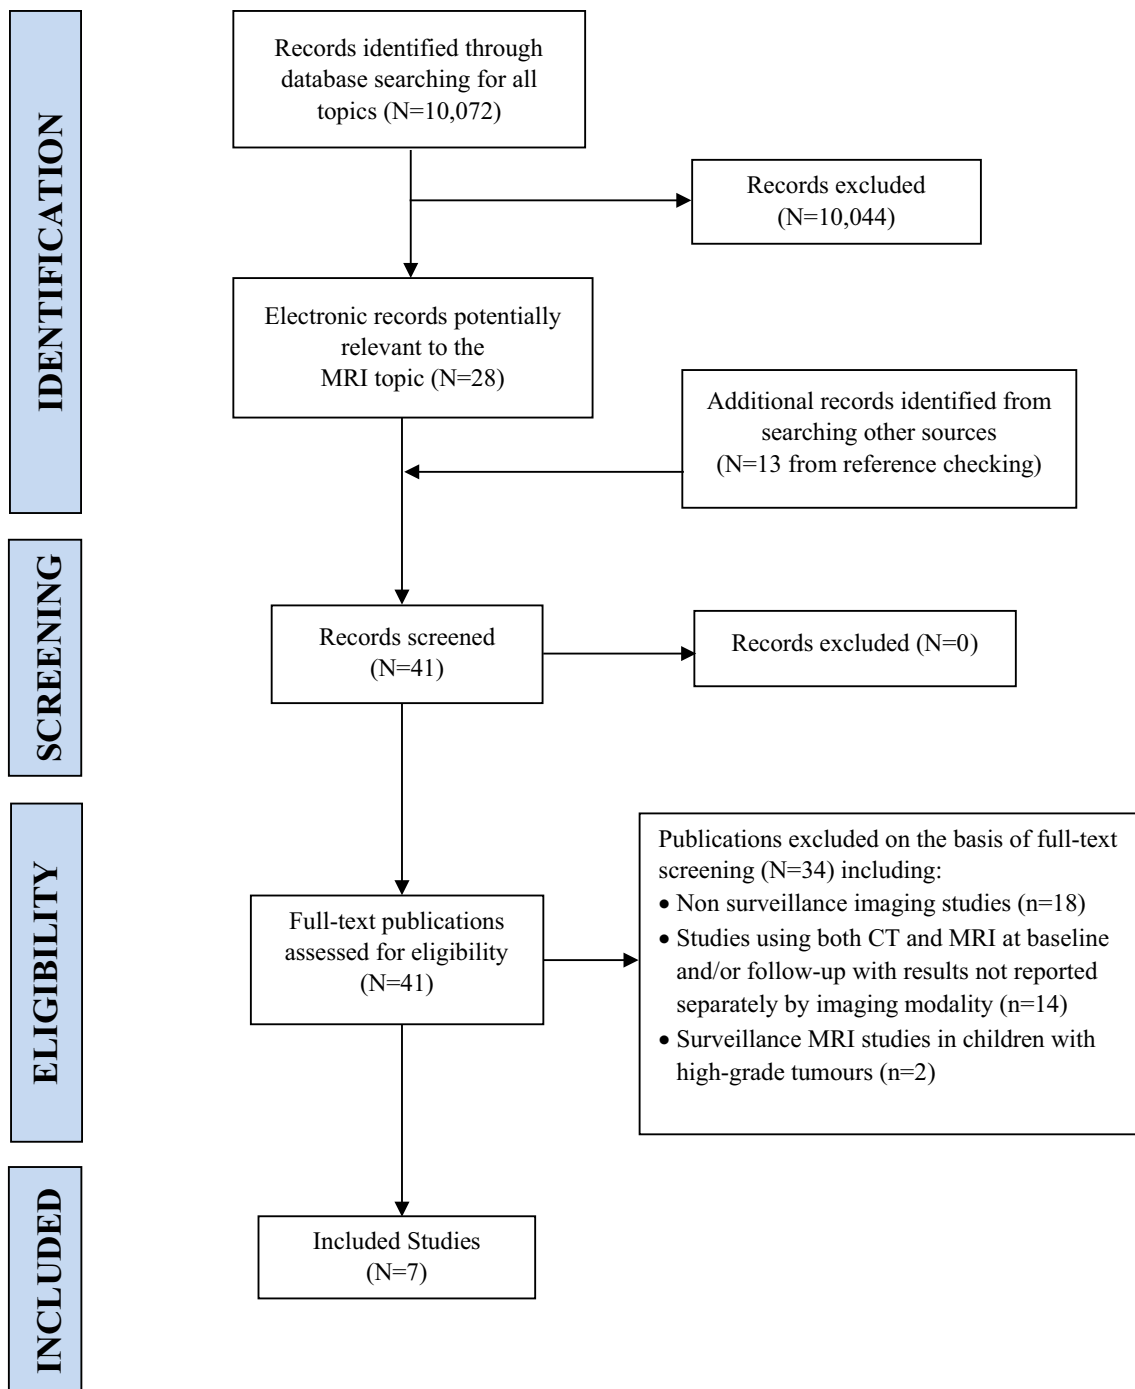 IDENTIFICATION
Records identified through
database searching for all
topics (N=10,072)
Records excluded
(N=10,044)
Electronic records potentially
relevant to the
MRI topic (N=28)
Additional records identified from
searching other sources
(N=13 from reference checking)
SCREENING
Records screened
(N=41)
Records excluded (N=0)
ELIGIBILITY
Full-text publications
assessed for eligibility
(N=41)
Publications excluded on the basis of full-text
screening (N=34) including:
• Non surveillance imaging studies (n=18)
• Studies using both CT and MRI at baseline
and/or follow-up with results not reported
separately by imaging modality (n=14)
• Surveillance MRI studies in children with
high-grade tumours (n=2)
INCLUDED
Included Studies
(N=7)